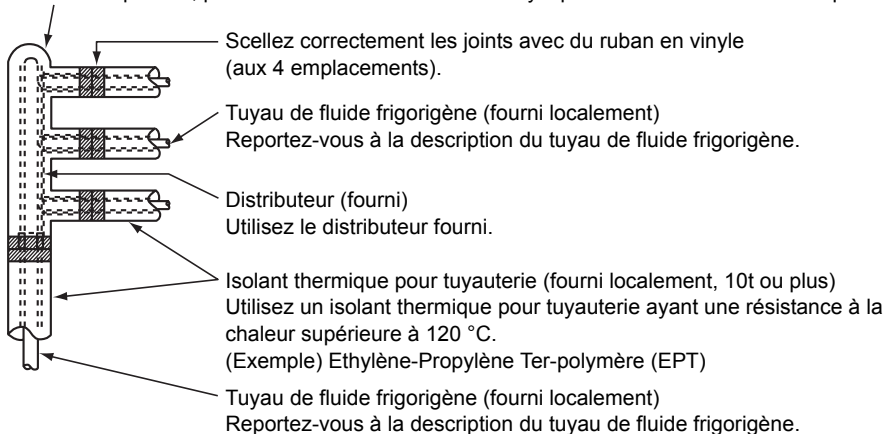 Scellez correctement les joints avec du ruban en vinyle
(aux 4 emplacements).
Tuyau de fluide frigorigène (fourni localement)
Reportez-vous à la description du tuyau de fluide frigorigène.
Distributeur (fourni)
Utilisez le distributeur fourni.
Isolant thermique pour tuyauterie (fourni localement, 10t ou plus)
Utilisez un isolant thermique pour tuyauterie ayant une résistance à la
chaleur supérieure à 120 °C.
(Exemple) Ethylène-Propylène Ter-polymère (EPT)
Tuyau de fluide frigorigène (fourni localement)
Reportez-vous à la description du tuyau de fluide frigorigène.